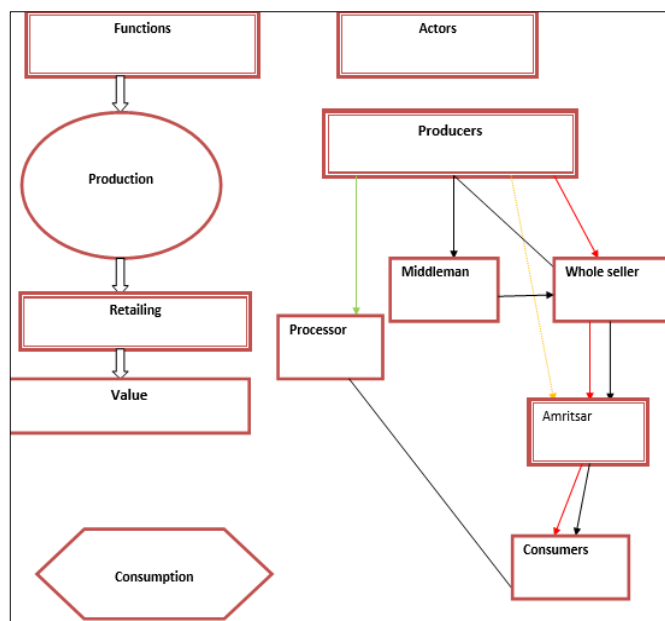 Functions
Actors
Producers
Production
Middleman
Whole seller
Retailing
Processor
Value
Amritsar
Consumers
Consumption